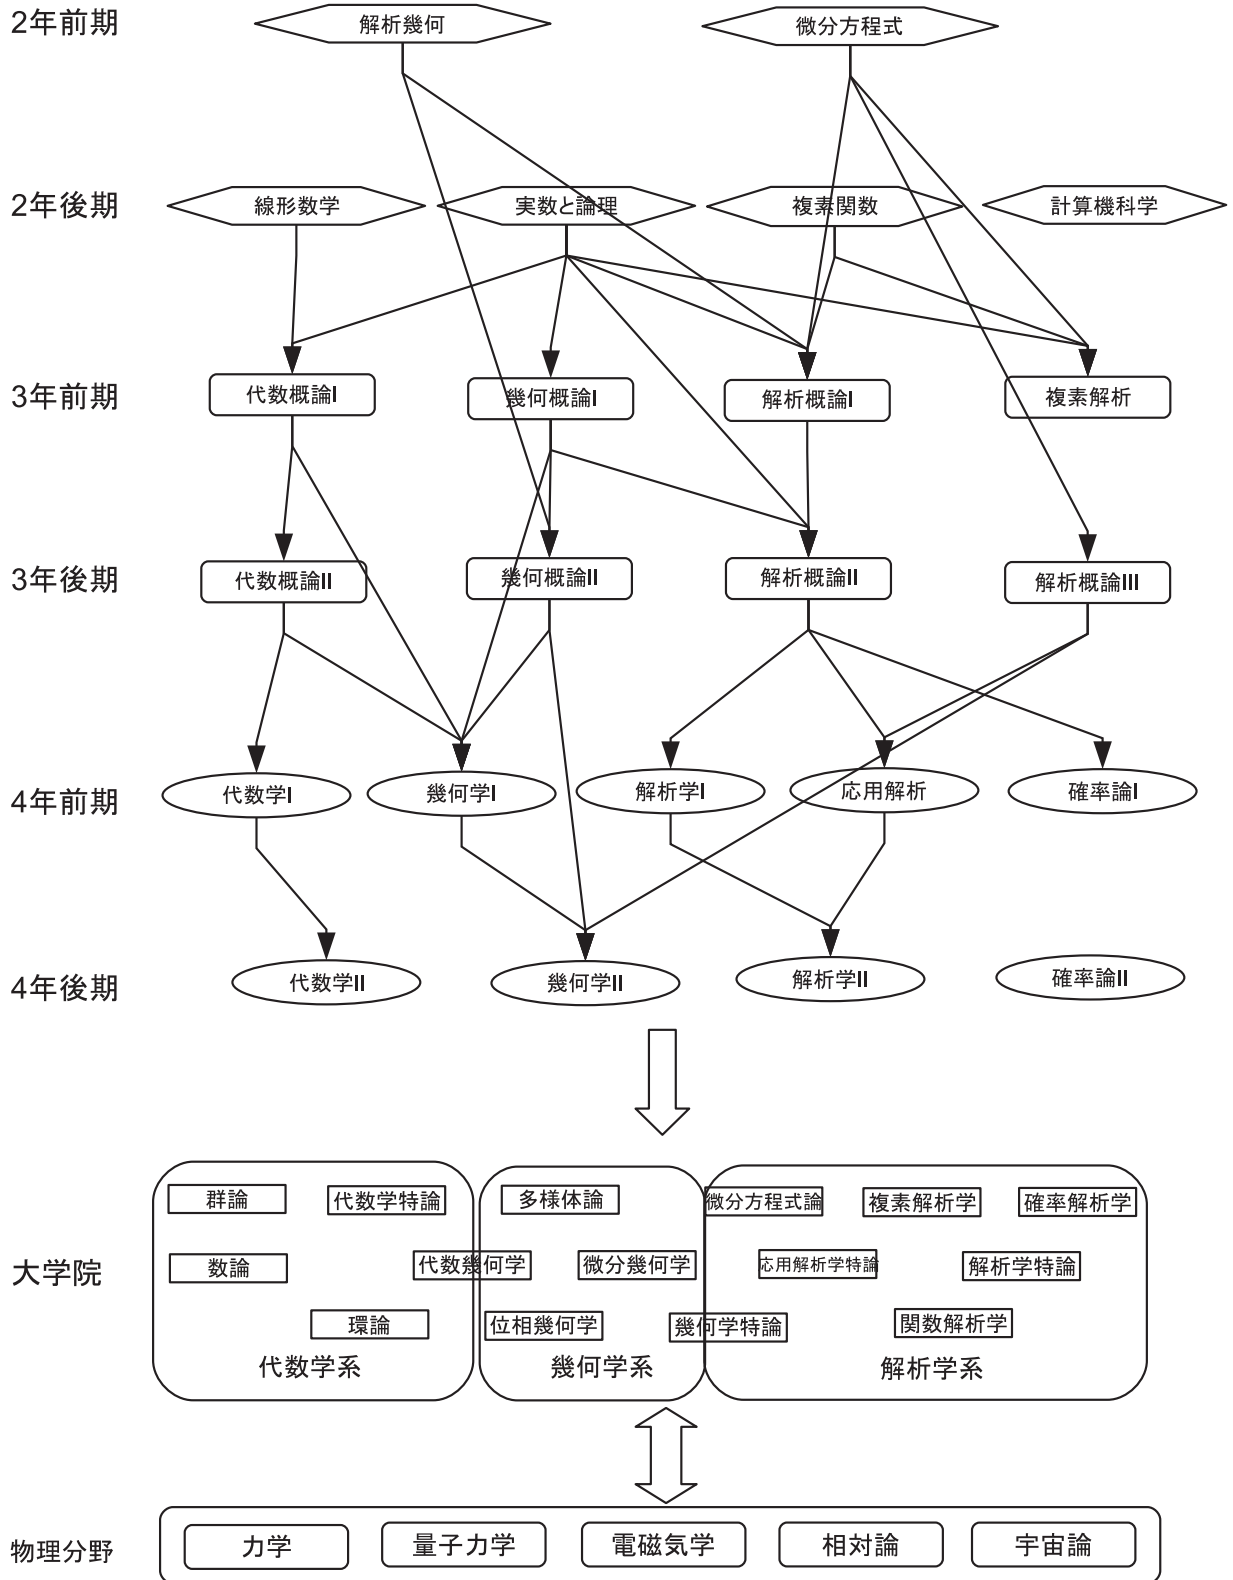 2年前期
解析幾何
微分方程式
2年後期
線形数学
実数と論理
複素関数
計算機科学
3年前期
代数概論I
幾何概論I
解析概論I
複素解析
3年後期
代数概論II
幾何概論II
解析概論II
解析概論III
4年前期
代数学I
幾何学I
解析学I
応用解析
確率論I
4年後期
代数学II
幾何学II
解析学II
確率論II
大学院
群論
代数学特論
数論
代数幾何学
環論
代数学系
多様体論
微分幾何学
位相幾何学
幾何学特論
幾何学系
微分方程式論
複素解析学
確率解析学
応用解析学特論
解析学特論
関数解析学
解析学系
物理分野
力学
量子力学
電磁気学
相対論
宇宙論